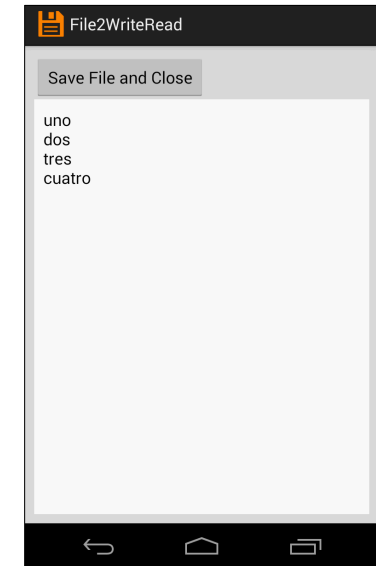 File2WriteRead
Save File and Close
uno
dos
tres
cuatro